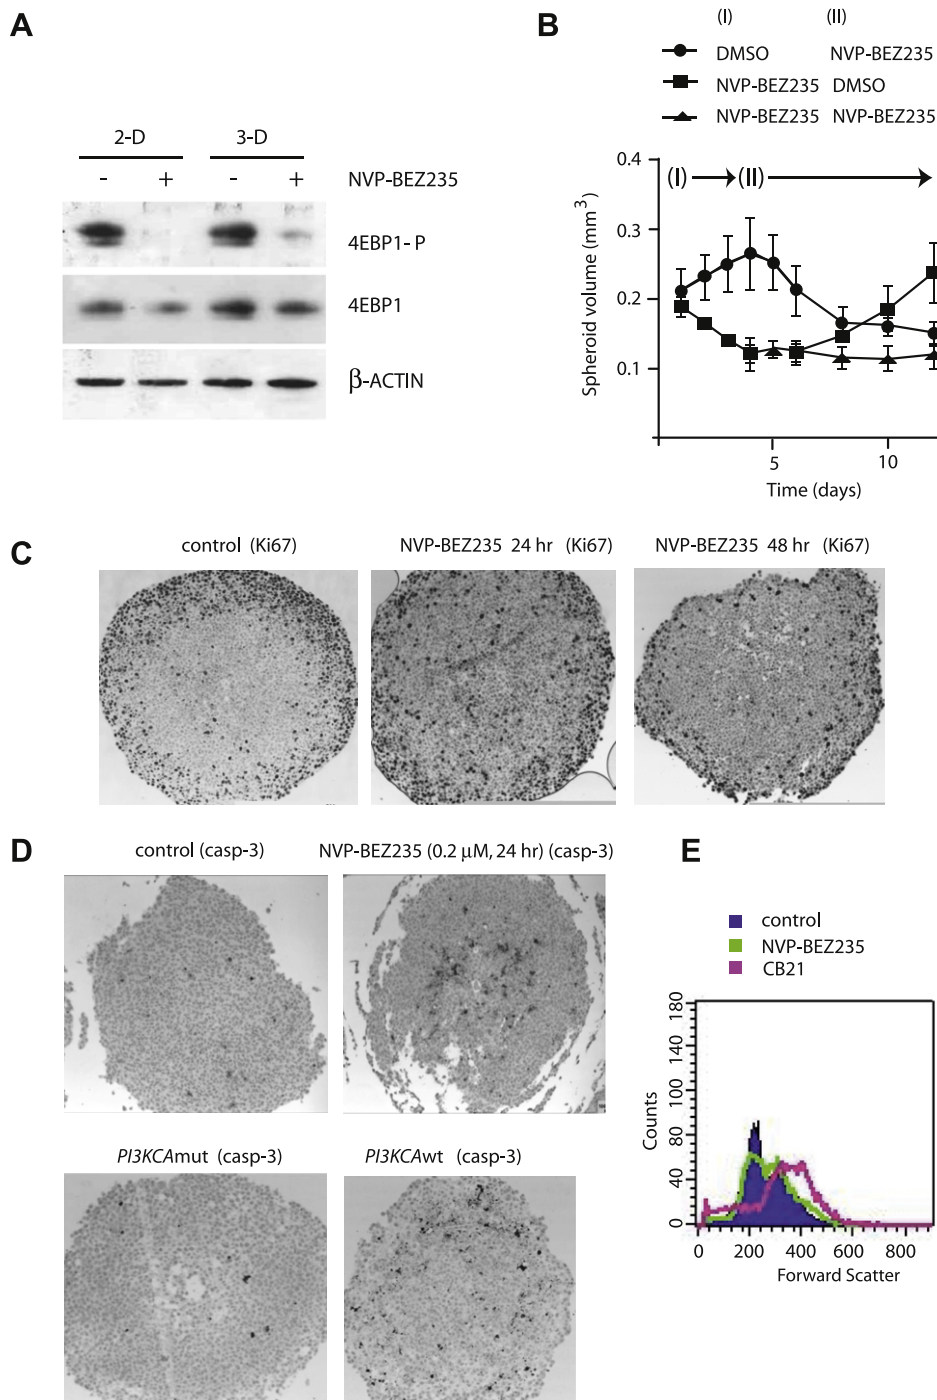 A
2-D 3-D
- + - + NVP-BEZ235
4EBP1- P
4EBP1
β-ACTIN
B
(I) (II)
DMSO NVP-BEZ235
NVP-BEZ235 DMSO
NVP-BEZ235 NVP-BEZ235
0.4
0.3
0.2
0.1
(I) (II)
Spheroid volume (mm3)
5 10
Time (days)
C
control (Ki67) NVP-BEZ235 24 hr (Ki67) NVP-BEZ235 48 hr (Ki67)
D
control (casp-3) NVP-BEZ235 (0.2 μM, 24 hr) (casp-3)
PI3KCAmut (casp-3) PI3KCAwt (casp-3)
E
control
NVP-BEZ235
CB21
180
140
100
80
40
0
Counts
0 200 400 600 800
Forward Scatter